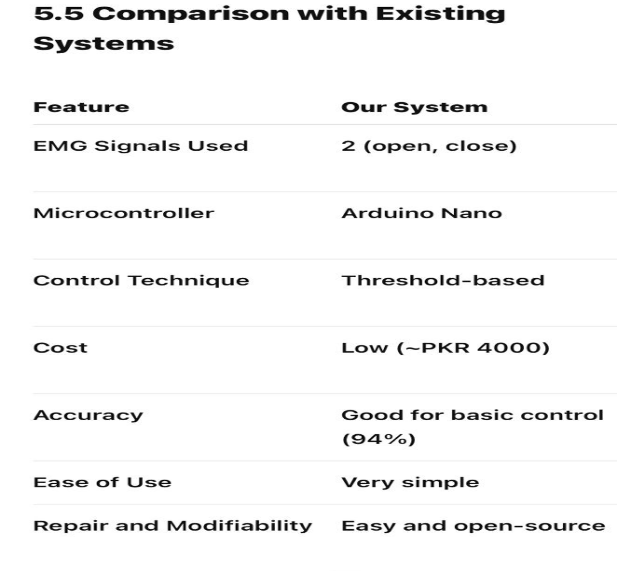 5.5 Comparison with Existing
Systems
Feature Our System
EMG Signals Used 2 (open, close)
Microcontroller Arduino Nano
Control Technique Threshold-based
Cost Low (~PKR 4000)
Accuracy Good for basic control
(94%)
Ease of Use Very simple
Repair and Modifiability Easy and open-source